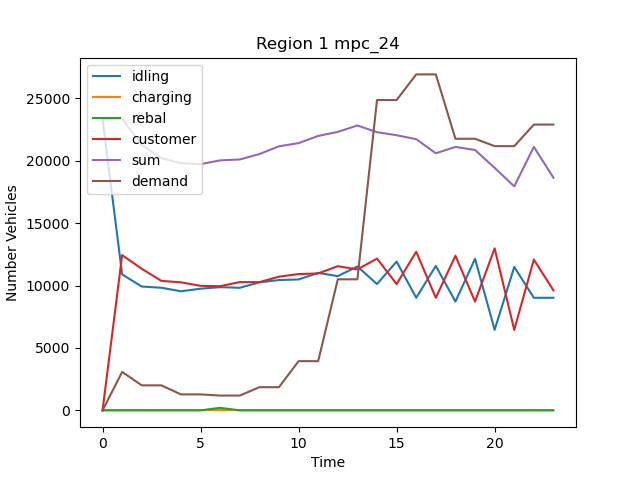 Region 1 mpc_24
idling
charging
rebal
customer
sum
demand
25000
20000
15000
10000
5000
0
Number Vehicles
0 5 10 15 20
Time